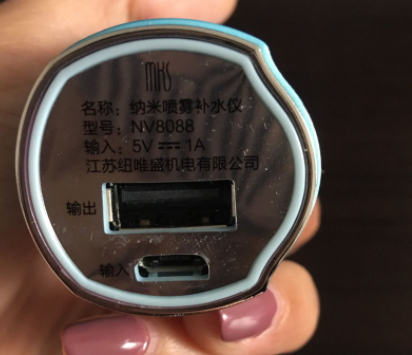 MKS
名称：纳米喷雾补水仪
型号：NV8088
输入：5V⎓1A
江苏纽唯盛机电有限公司
输出
输入